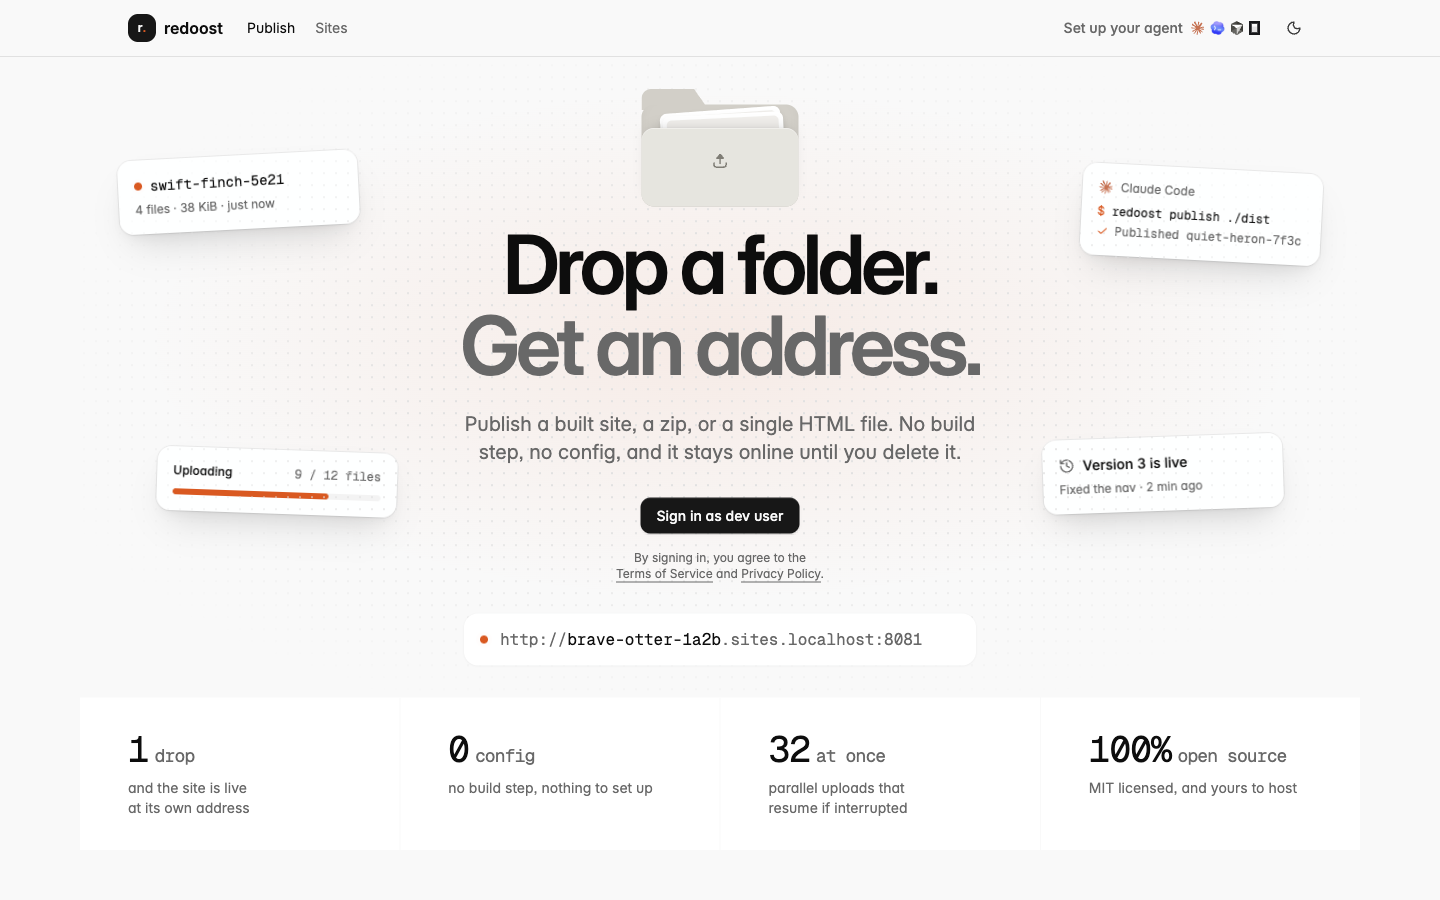 r. redoost Publish Sites Set up your agent
swift-finch-5e21
4 files · 38 KiB · just now
Claude Code
$ redoost publish ./dist
Published quiet-heron-7f3c
Drop a folder.
Get an address.
Publish a built site, a zip, or a single HTML file. No build
step, no config, and it stays online until you delete it.
Uploading 9 / 12 files
Version 3 is live
Fixed the nav · 2 min ago
Sign in as dev user
By signing in, you agree to the
Terms of Service and Privacy Policy.
http://brave-otter-1a2b.sites.localhost:8081
1 drop
and the site is live
at its own address
0 config
no build step, nothing to set up
32 at once
parallel uploads that
resume if interrupted
100% open source
MIT licensed, and yours to host